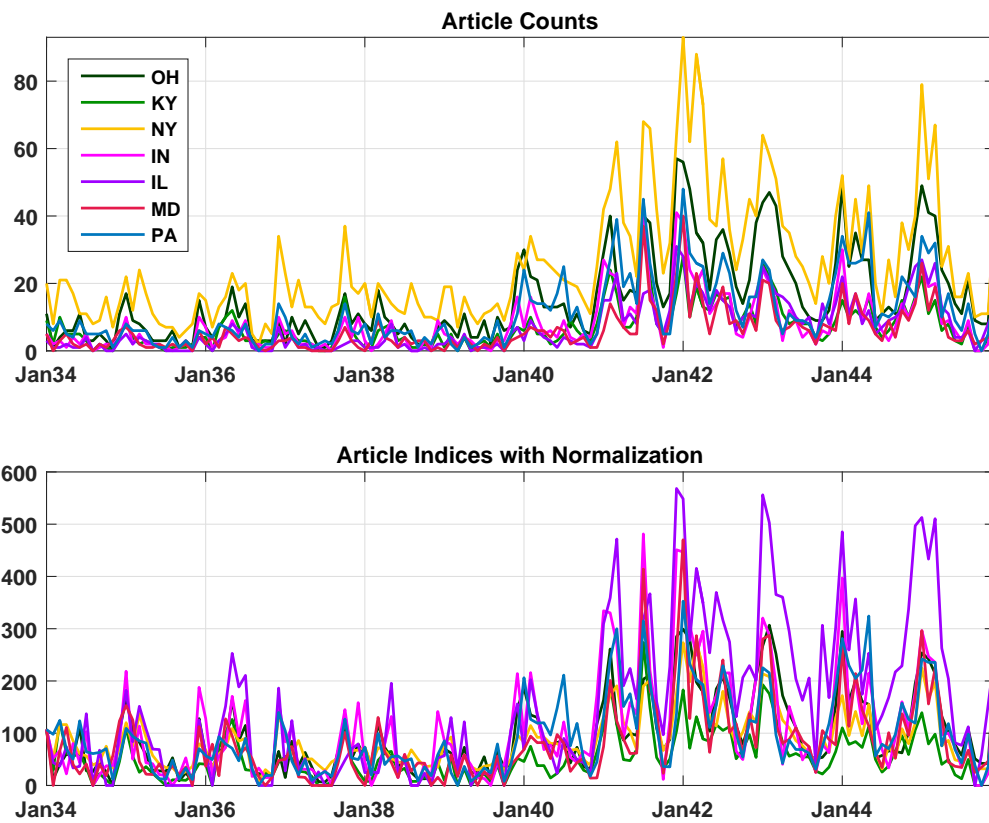 Article Counts
80
60
40
20
0
OH
KY
NY
IN
IL
MD
PA
Jan34 Jan36 Jan38 Jan40 Jan42 Jan44
Article Indices with Normalization
600
500
400
300
200
100
0
Jan34 Jan36 Jan38 Jan40 Jan42 Jan44